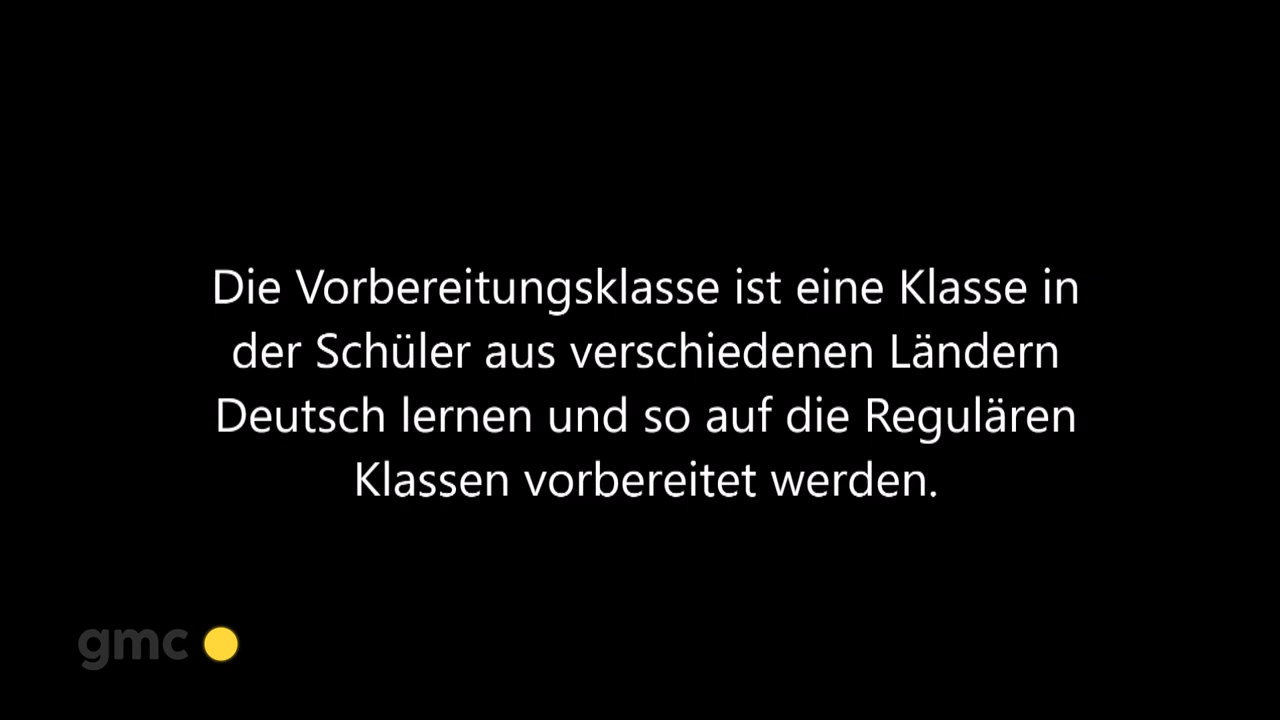 Die Vorbereitungsklasse ist eine Klasse in
der Schüler aus verschiedenen Ländern
Deutsch lernen und so auf die Regulären
Klassen vorbereitet werden.
gmc